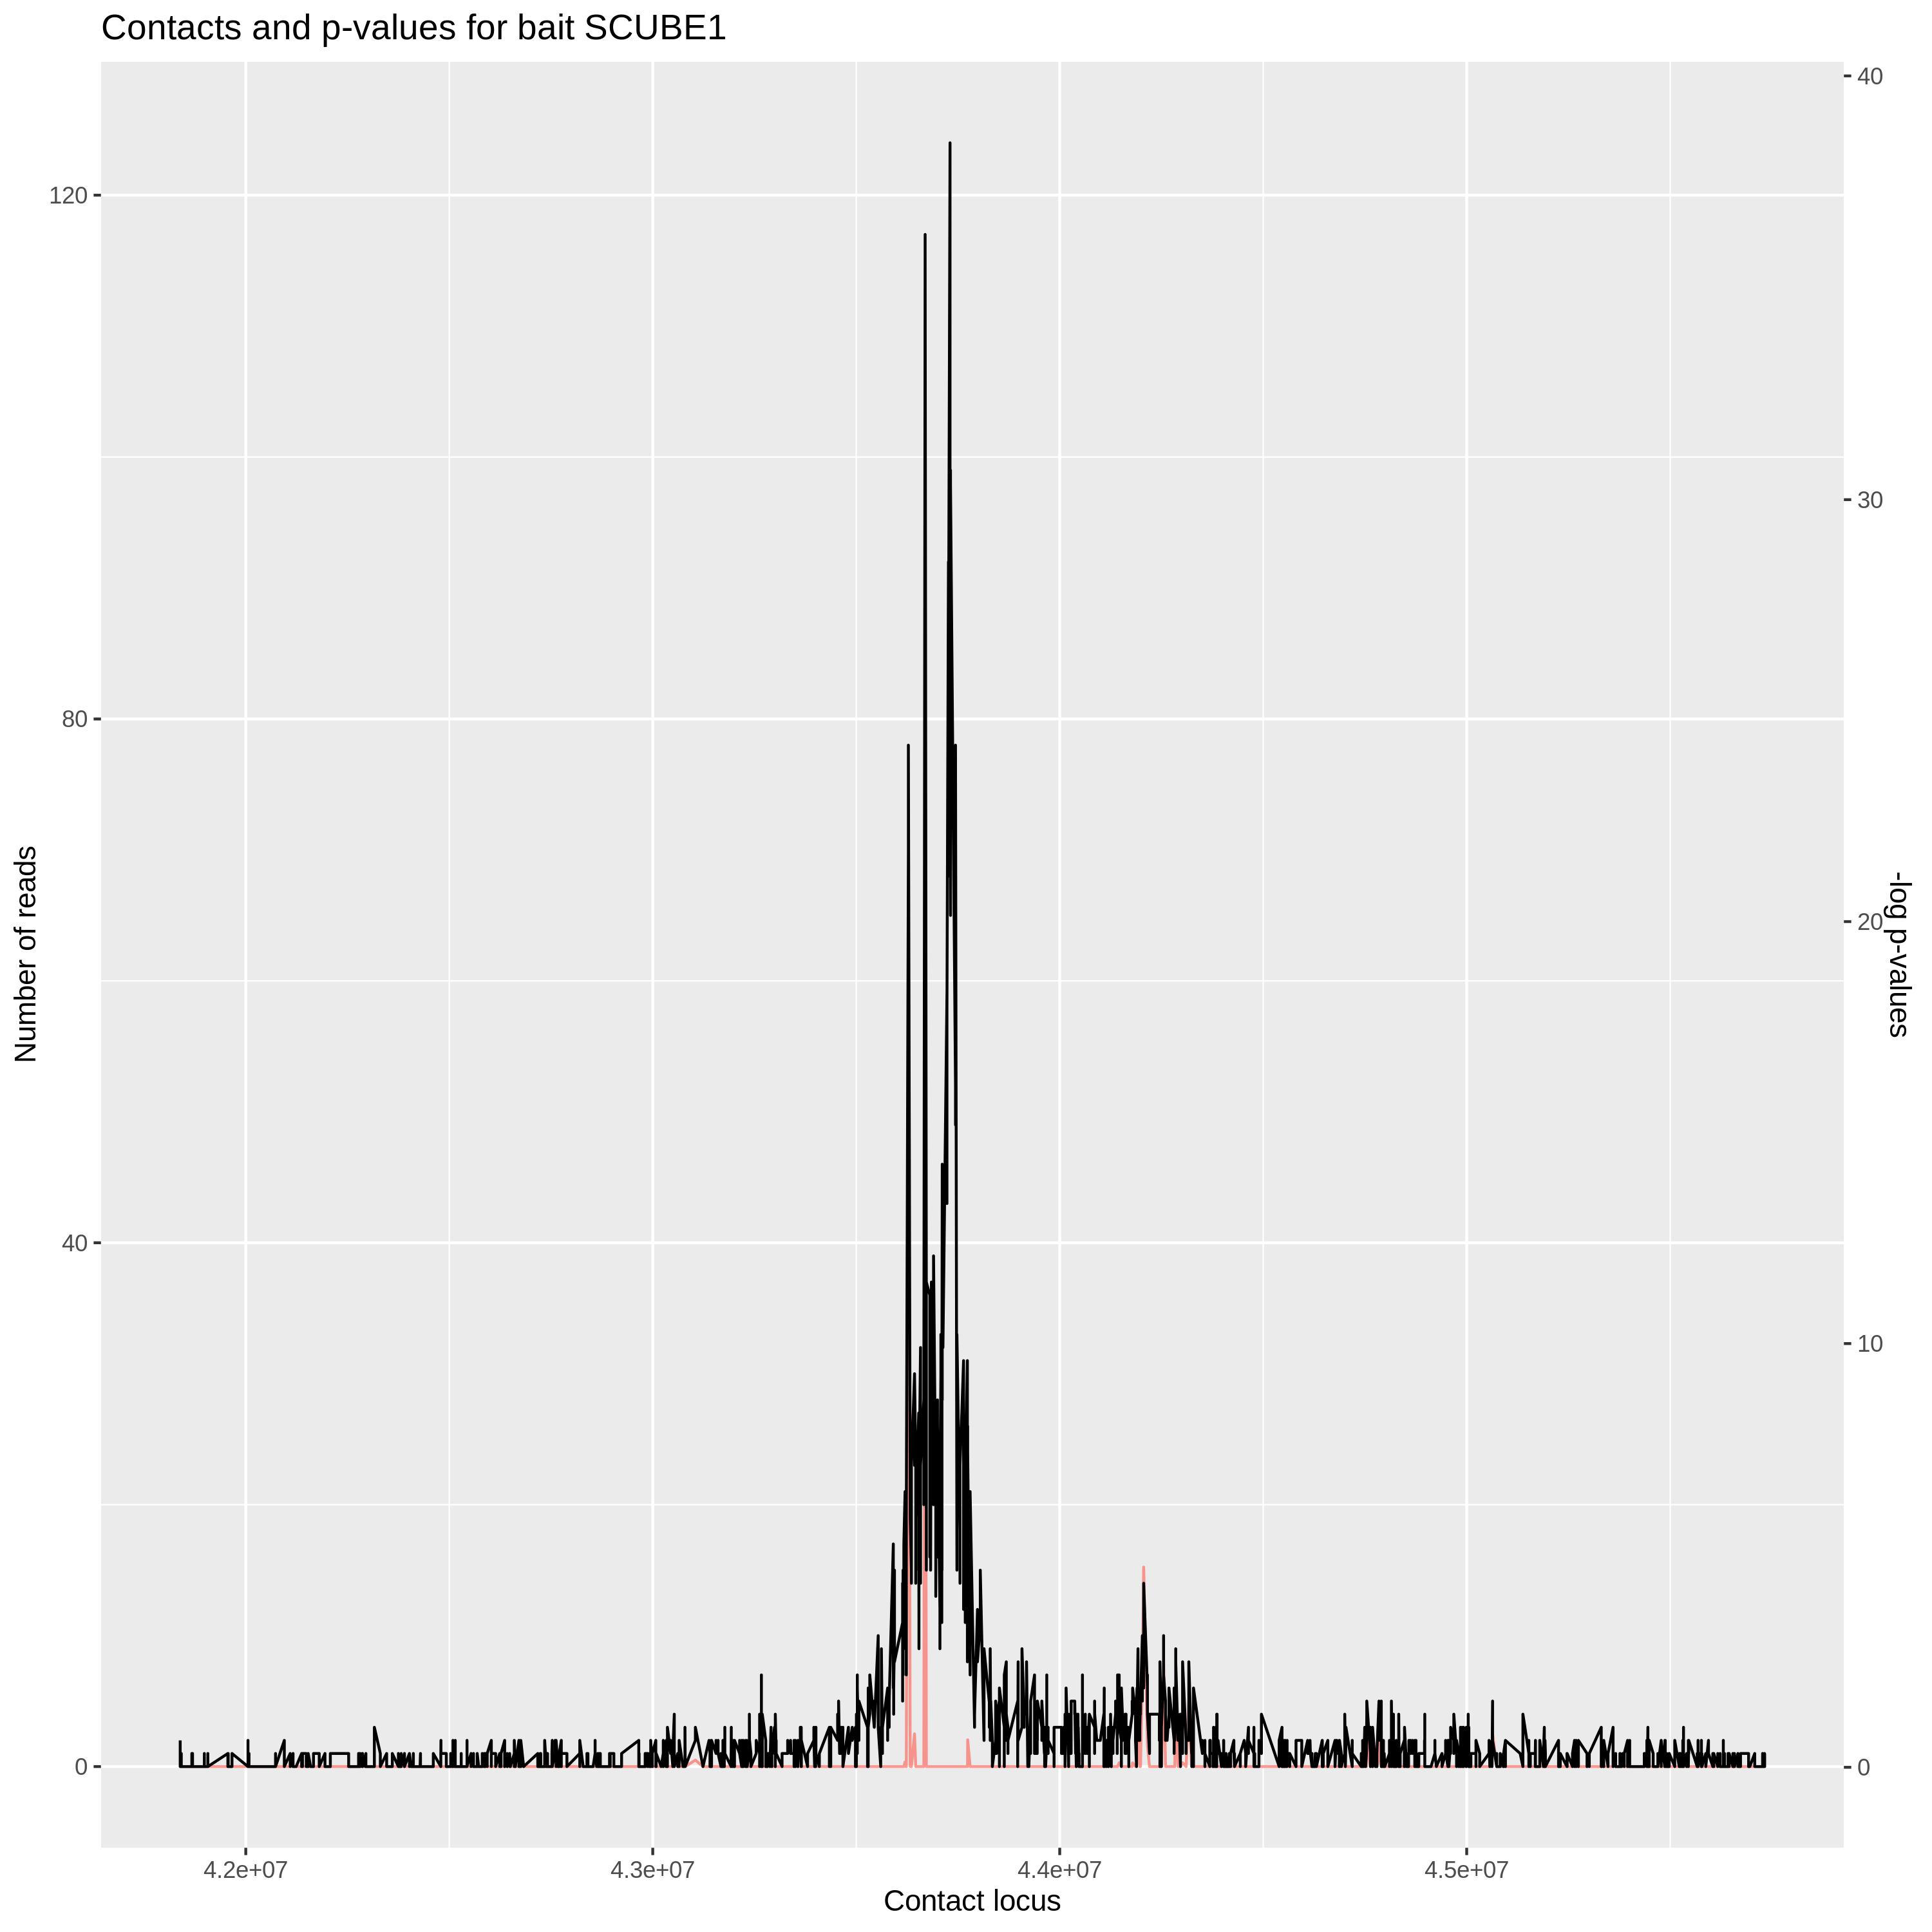 Contacts and p-values for bait SCUBE1
40
120
30
80
20
40
10
0
0
Number of reads
-log p-values
4.2e+07
4.3e+07
4.4e+07
4.5e+07
Contact locus